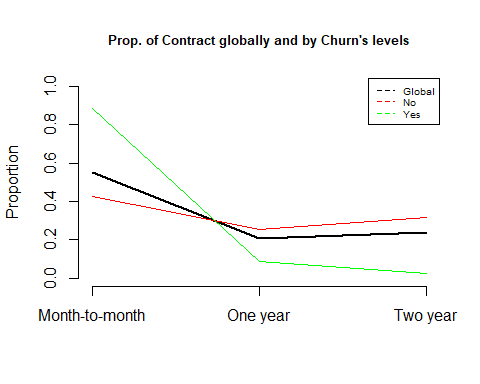 Prop. of Contract globally and by Churn's levels
Global
No
Yes
Proportion
1.0
0.8
0.6
0.4
0.2
0.0
Month-to-month One year Two year